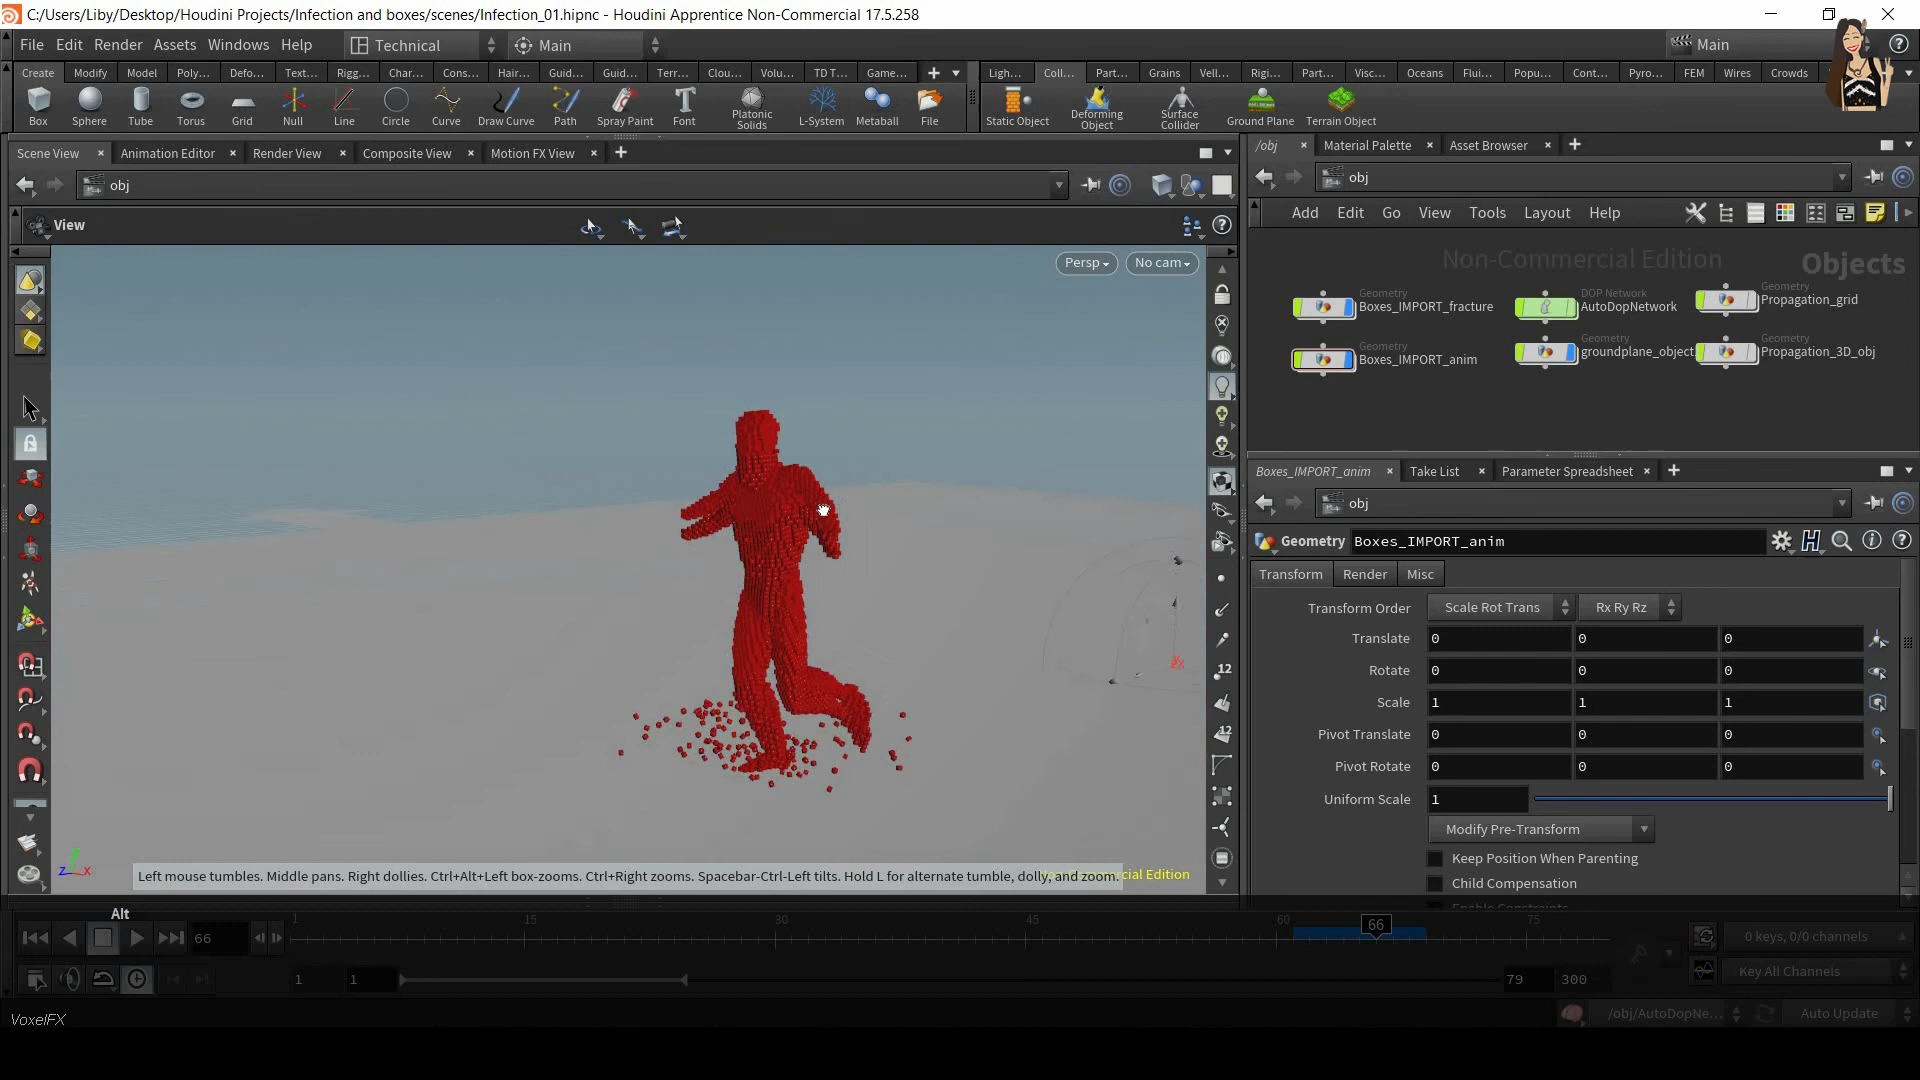 C:/Users/Liby/Desktop/Houdini Projects/Infection and boxes/scenes/Infection_01.hipnc - Houdini Apprentice Non-Commercial 17.5.258
File Edit Render Assets Windows Help Technical Main Main
Create Modify Model Poly... Defo... Text... Rigg... Char... Cons... Hair... Guid... Guid... Terr... Clou... Volu... TD T... Game...
Ligh... Coll... Part... Grains Vell... Rigi... Part... Visc... Oceans Flui... Popu... Cont... Pyro... FEM Wires Crowds
Box Sphere Tube Torus Grid Null Line Circle Curve Draw Curve Path Spray Paint Font Platonic Solids L-System Metaball File
Static Object Deforming Object Surface Collider Ground Plane Terrain Object
Scene View Animation Editor Render View Composite View Motion FX View
obj
View
Persp No cam
/obj Material Palette Asset Browser
obj
Add Edit Go View Tools Layout Help
Non-Commercial Edition Objects
Geometry
Boxes_IMPORT_fracture
DOP Network
AutoDopNetwork
Geometry
Propagation_grid
Geometry
Boxes_IMPORT_anim
Geometry
groundplane_object
Geometry
Propagation_3D_obj
Boxes_IMPORT_anim Take List Parameter Spreadsheet
obj
Geometry Boxes_IMPORT_anim
Transform Render Misc
Transform Order Scale Rot Trans Rx Ry Rz
Translate 0 0 0
Rotate 0 0 0
Scale 1 1 1
Pivot Translate 0 0 0
Pivot Rotate 0 0 0
Uniform Scale 1
Modify Pre-Transform
Keep Position When Parenting
Child Compensation
12
12
z y x
Left mouse tumbles. Middle pans. Right dollies. Ctrl+Alt+Left box-zooms. Ctrl+Right zooms. Spacebar-Ctrl-Left tilts. Hold L for alternate tumble, dolly, and zoom.
Edition
Alt
66
1 15 30 45 60 66 75
0 keys, 0/0 channels
1 1 79 300
Key All Channels
/obj/AutoDopNe... Auto Update
VoxelFX